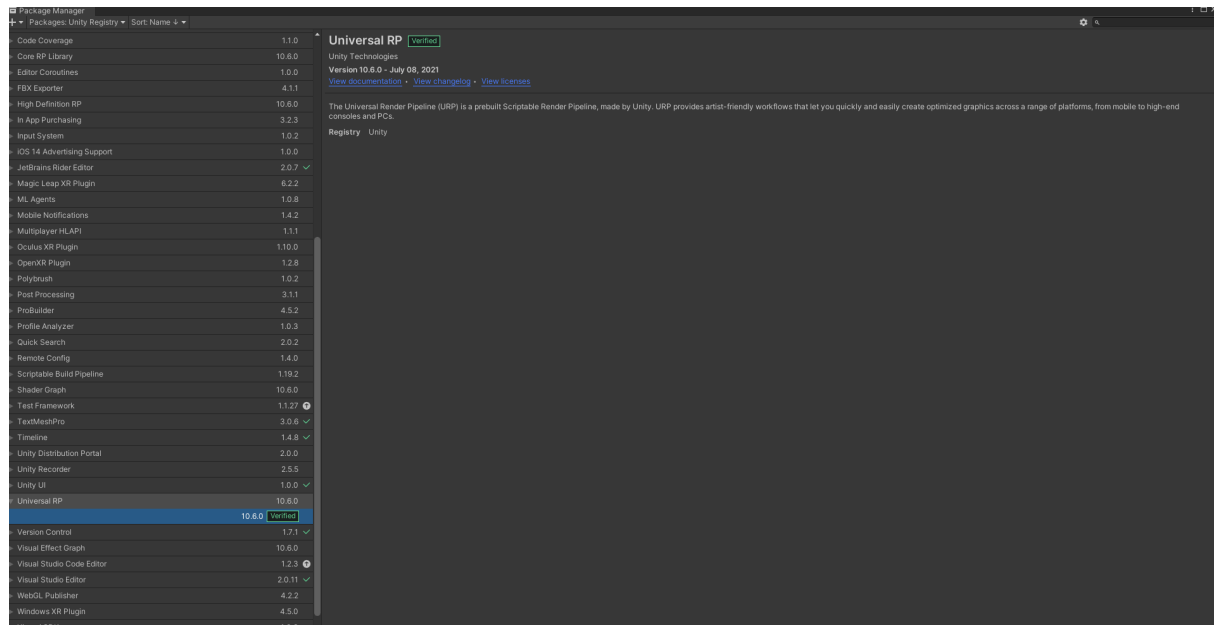 Package Manager
Packages: Unity Registry Sort: Name ↓
Code Coverage 1.1.0
Core RP Library 10.6.0
Editor Coroutines 1.0.0
FBX Exporter 4.1.1
High Definition RP 10.6.0
In App Purchasing 3.2.3
Input System 1.0.2
iOS 14 Advertising Support 1.0.0
JetBrains Rider Editor 2.0.7
Magic Leap XR Plugin 6.2.2
ML Agents 1.0.8
Mobile Notifications 1.4.2
Multiplayer HLAPI 1.1.1
Oculus XR Plugin 1.10.0
OpenXR Plugin 1.2.8
Polybrush 1.0.2
Post Processing 3.1.1
ProBuilder 4.5.2
Profile Analyzer 1.0.3
Quick Search 2.0.2
Remote Config 1.4.0
Scriptable Build Pipeline 1.19.2
Shader Graph 10.6.0
Test Framework 1.1.27
TextMeshPro 3.0.6
Timeline 1.4.8
Unity Distribution Portal 2.0.0
Unity Recorder 2.5.5
Unity UI 1.0.0
Universal RP 10.6.0
10.6.0 Verified
Version Control 1.7.1
Visual Effect Graph 10.6.0
Visual Studio Code Editor 1.2.3
Visual Studio Editor 2.0.11
WebGL Publisher 4.2.2
Windows XR Plugin 4.5.0
Universal RP Verified
Unity Technologies
Version 10.6.0 - July 08, 2021
View documentation • View changelog • View licenses
The Universal Render Pipeline (URP) is a prebuilt Scriptable Render Pipeline, made by Unity. URP provides artist-friendly workflows that let you quickly and easily create optimized graphics across a range of platforms, from mobile to high-end
consoles and PCs.
Registry Unity